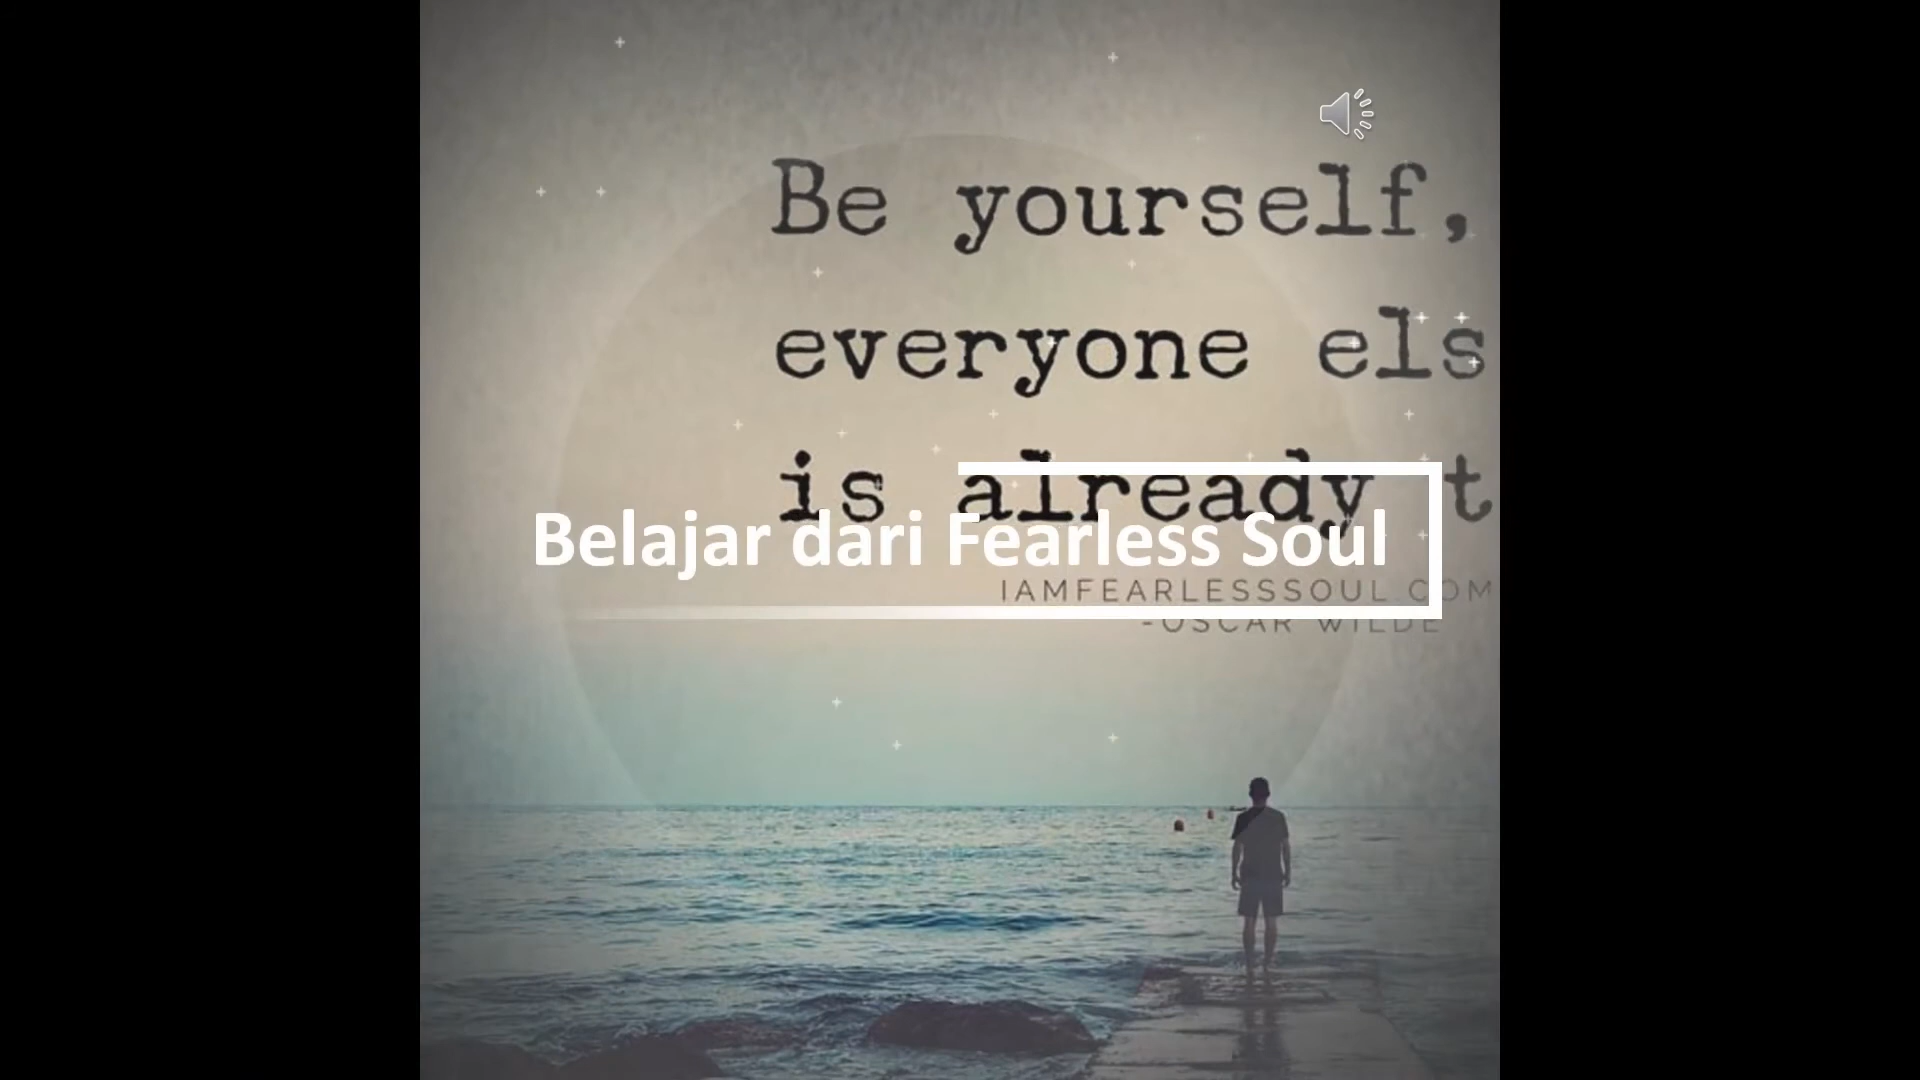 Be yourself,
everyone els
is already t
Belajar dari Fearless Soul
IAMFEARLESSSOUL.COM
-OSCAR WILDE